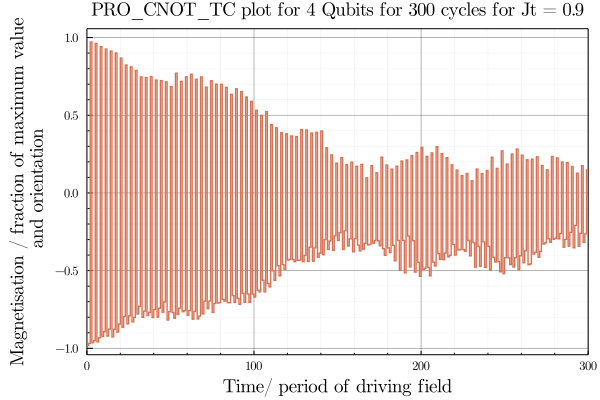 PRO_CNOT_TC plot for 4 Qubits for 300 cycles for Jt = 0.9
Magnetisation / fraction of maximum value
and orientation
1.0
0.5
0.0
−0.5
−1.0
0
100
200
300
Time/ period of driving field